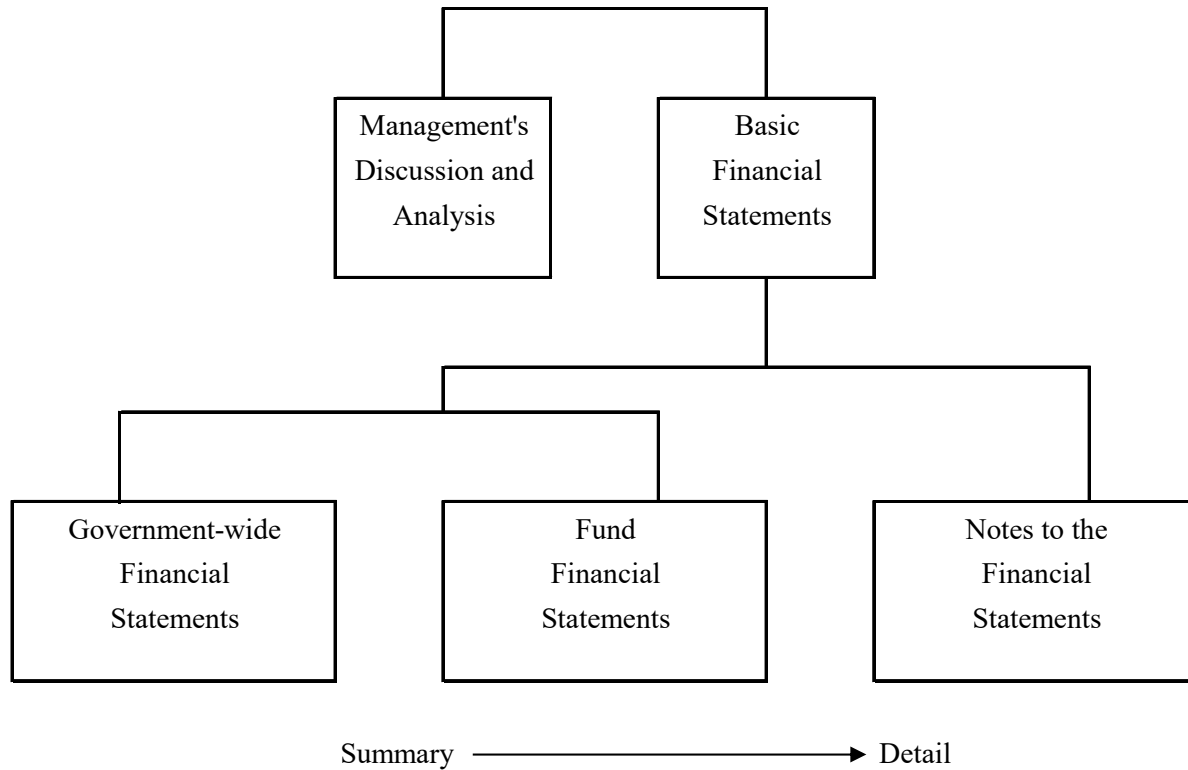 Management's
Discussion and
Analysis
Basic
Financial
Statements
Government-wide
Financial
Statements
Fund
Financial
Statements
Notes to the
Financial
Statements
Summary
Detail